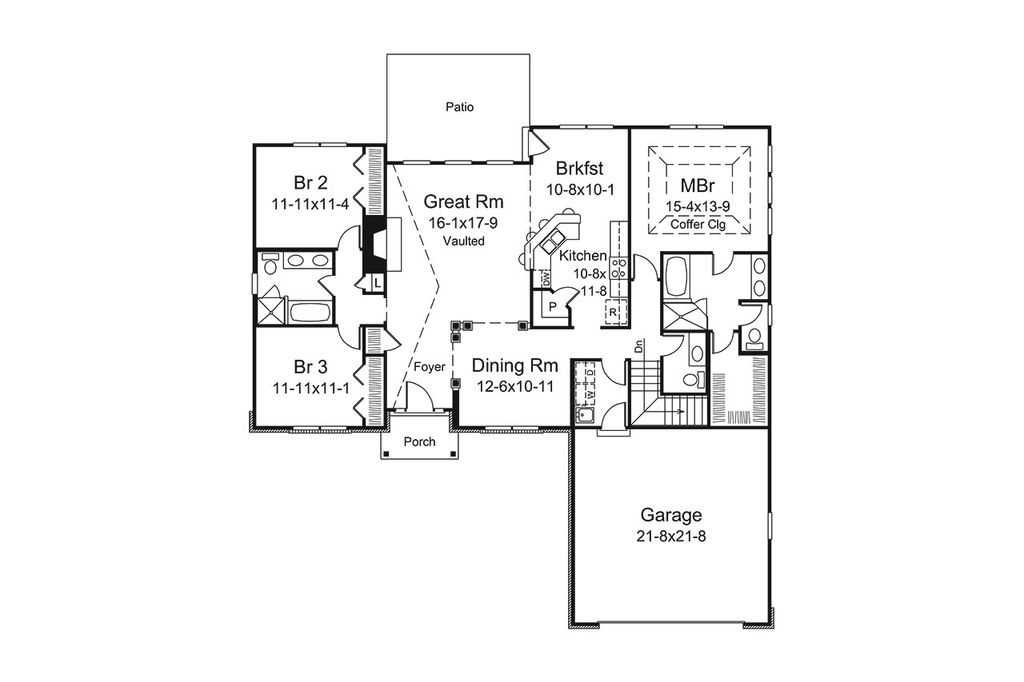 Patio
Br 2
11-11x11-4
Great Rm
16-1x17-9
Vaulted
Brkfst
10-8x10-1
MBr
15-4x13-9
Coffer Clg
Kitchen
10-8x
11-8
DW
L
P
R
Br 3
11-11x11-1
Foyer
Dining Rm
12-6x10-11
Dn
D
W
Porch
Garage
21-8x21-8